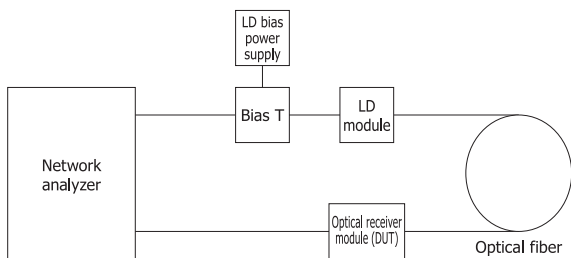 LD bias
power
supply
Bias T
LD
module
Network
analyzer
Optical receiver
module (DUT)
Optical fiber